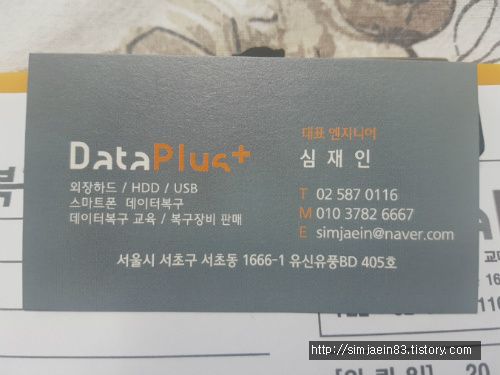 DataPlus+
외장하드 / HDD / USB
스마트폰 데이터복구
데이터복구 교육 / 복구장비 판매
대표 엔지니어
심 재 인
T 02 587 0116
M 010 3782 6667
E simjaein@naver.com
서울시 서초구 서초동 1666-1 유신유풍BD 405호
http://simjaein83.tistory.com